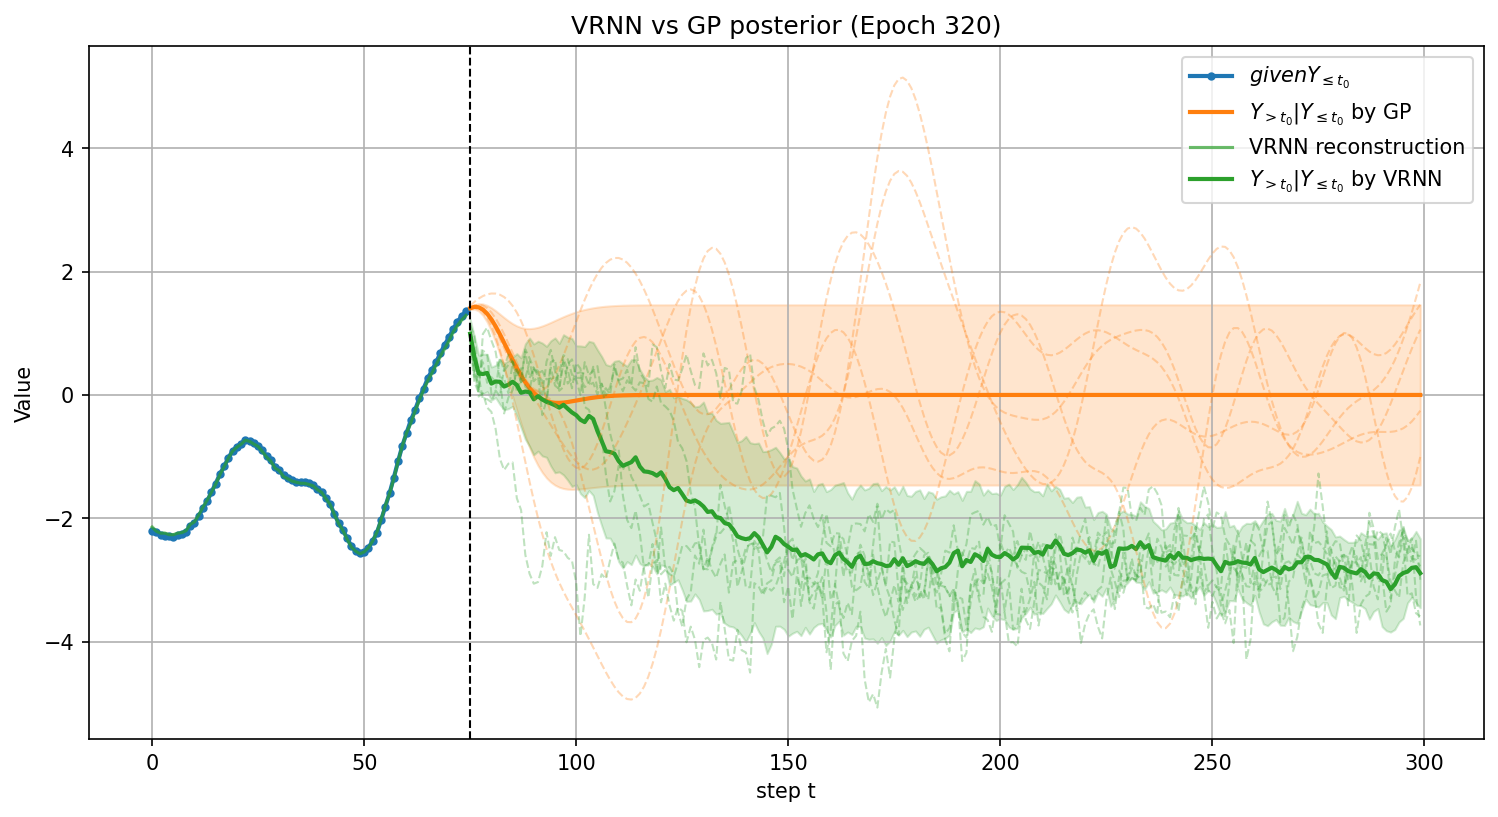 VRNN vs GP posterior (Epoch 320)
givenY≤t₀
Y>t₀|Y≤t₀ by GP
VRNN reconstruction
Y>t₀|Y≤t₀ by VRNN
Value
4
2
0
−2
−4
0 50 100 150 200 250 300
step t